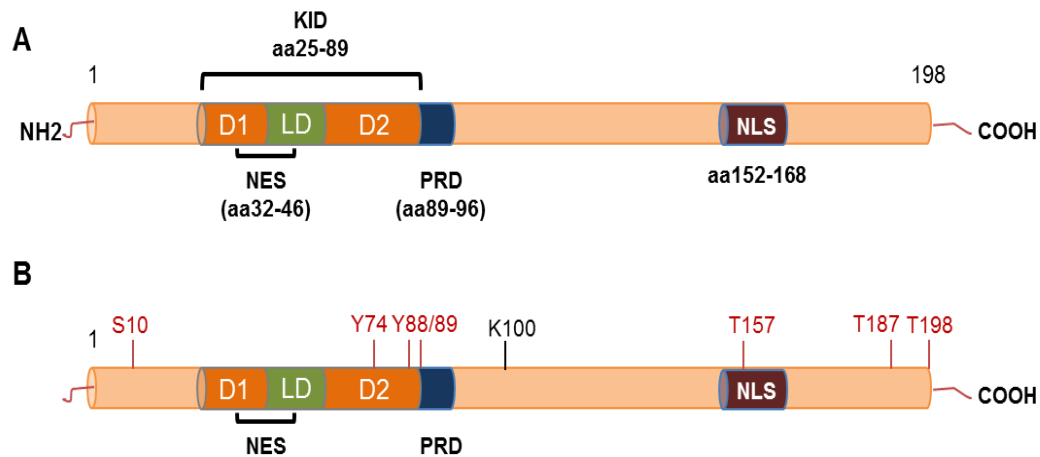 A
KID
aa25-89
1
198
NH2
D1
LD
D2
NLS
COOH
NES
(aa32-46)
PRD
(aa89-96)
aa152-168
B
1
S10
Y74
Y88/89
K100
T157
T187
T198
D1
LD
D2
NLS
COOH
NES
PRD